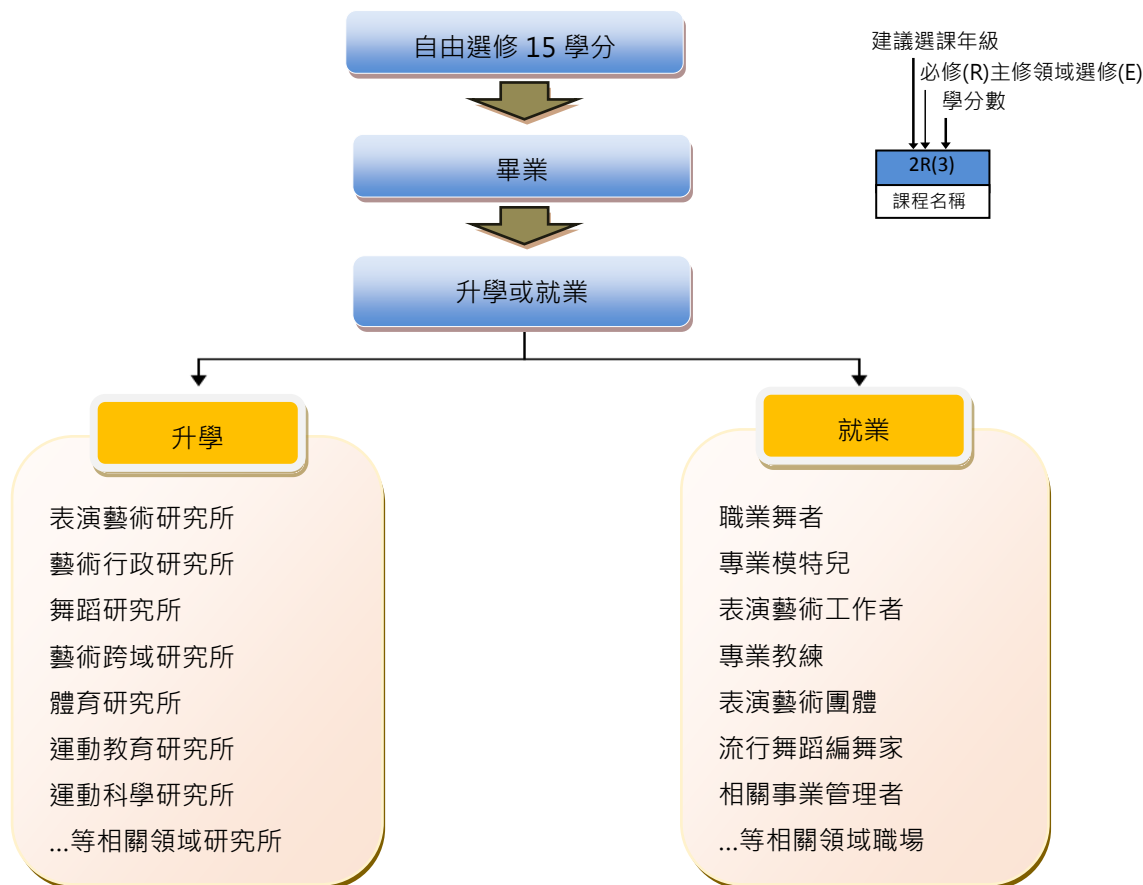 自由選修 15 學分
建議選課年級
必修(R)主修領域選修(E)
學分數
2R(3)
課程名稱
畢業
升學或就業
升學
表演藝術研究所
藝術行政研究所
舞蹈研究所
藝術跨域研究所
體育研究所
運動教育研究所
運動科學研究所
...等相關領域研究所
就業
職業舞者
專業模特兒
表演藝術工作者
專業教練
表演藝術團體
流行舞蹈編舞家
相關事業管理者
...等相關領域職場